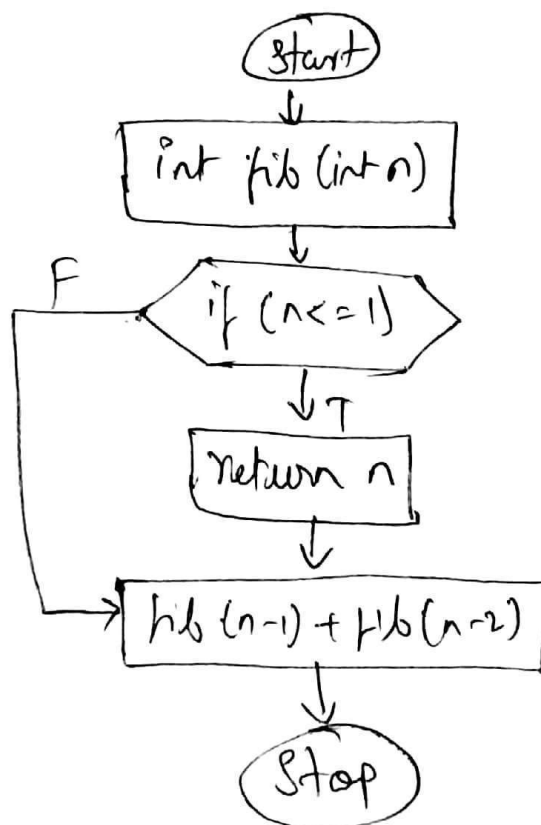 Start
int fib (int n)
F
if (n<=1)
T
return n
fib (n-1) + fib(n-2)
Stop